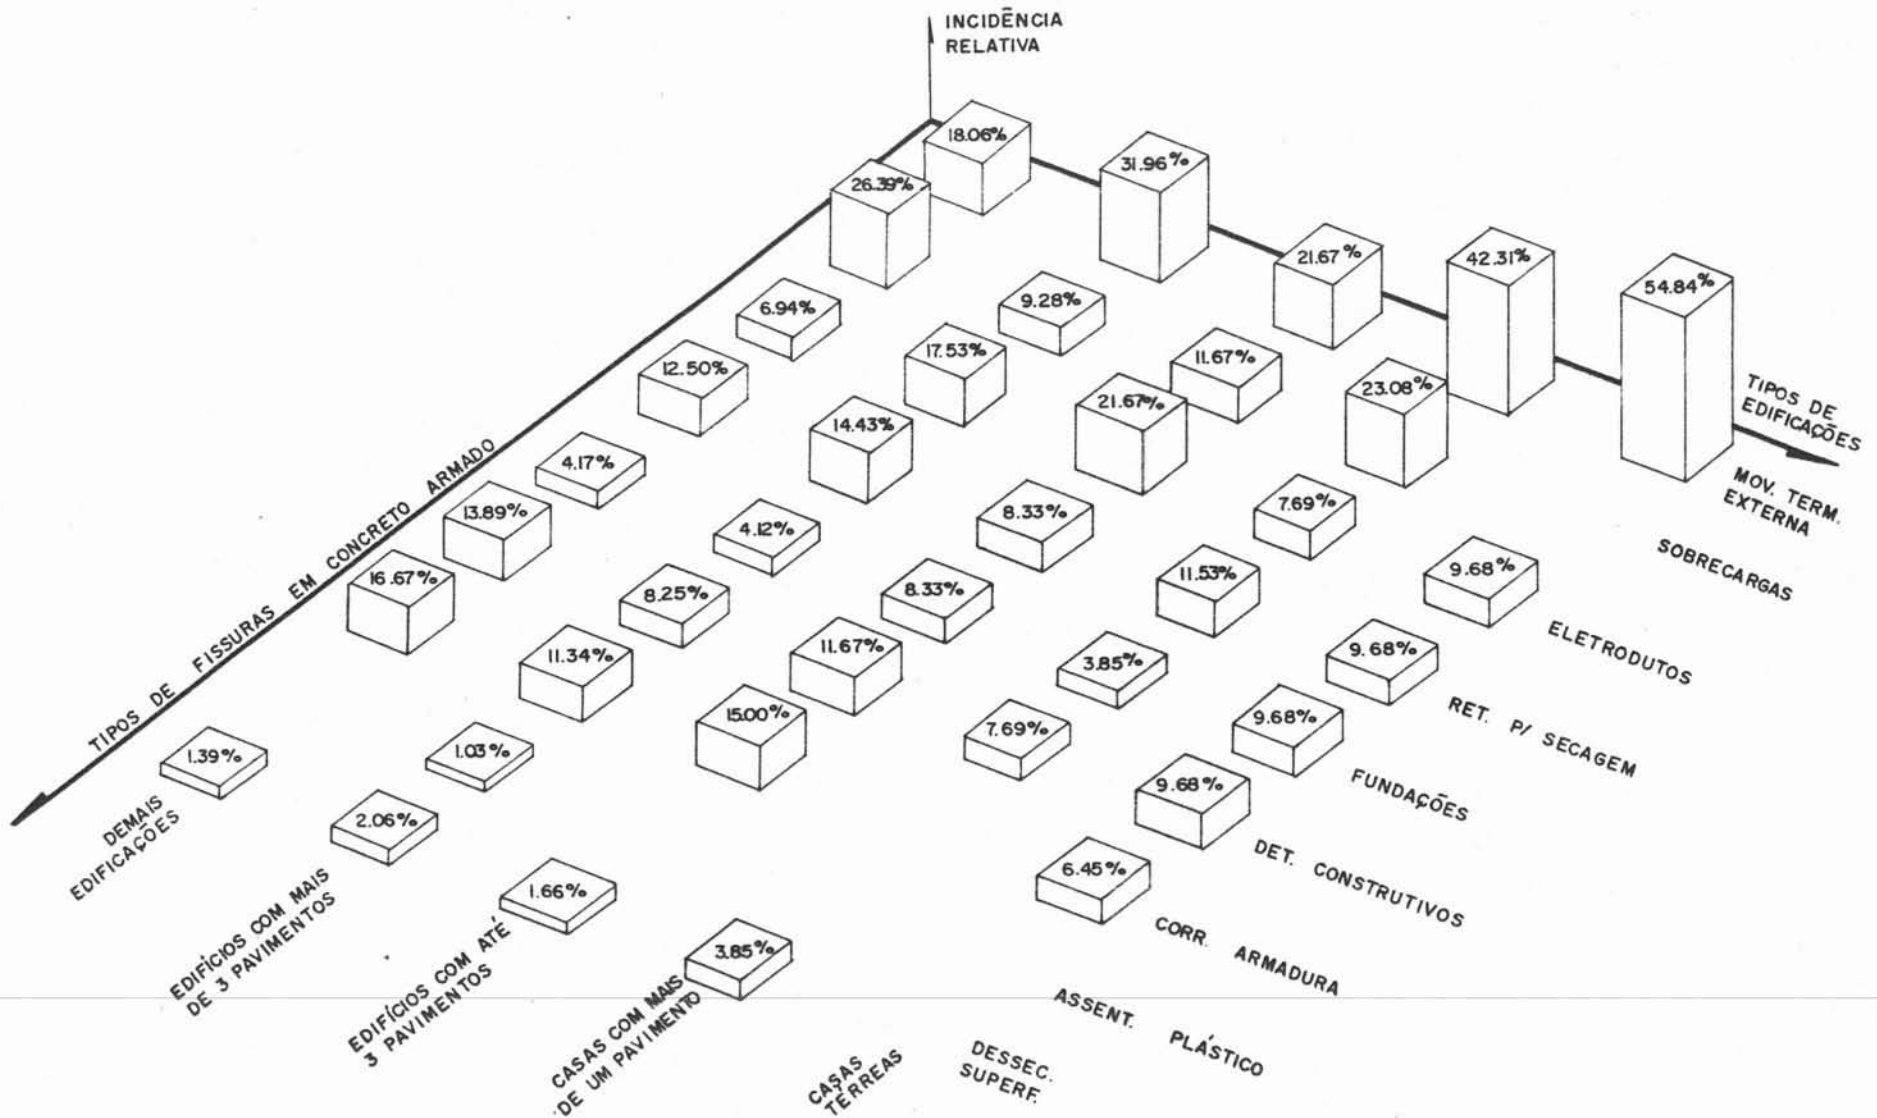 INCIDÊNCIA
RELATIVA
18.06%
31.96%
26.39%
21.67%
42.31%
54.84%
6.94%
9.28%
12.50%
17.53%
11.67%
23.08%
4.17%
14.43%
21.67%
13.89%
4.12%
8.33%
7.69%
16.67%
8.25%
8.33%
11.53%
9.68%
11.34%
11.67%
3.85%
9.68%
1.39%
1.03%
15.00%
7.69%
9.68%
2.06%
9.68%
1.66%
6.45%
3.85%
TIPOS DE FISSURAS EM CONCRETO ARMADO
TIPOS DE
EDIFICAÇÕES
MOV. TERM.
EXTERNA
SOBRECARGAS
ELETRODUTOS
RET. P/ SECAGEM
FUNDAÇÕES
DET. CONSTRUTIVOS
CORR. ARMADURA
ASSENT. PLÁSTICO
DESSEC.
SUPERF.
DEMAIS
EDIFICAÇÕES
EDIFÍCIOS COM MAIS
DE 3 PAVIMENTOS
EDIFÍCIOS COM ATÉ
3 PAVIMENTOS
CASAS COM MAIS
DE UM PAVIMENTO
CASAS
TÉRREAS